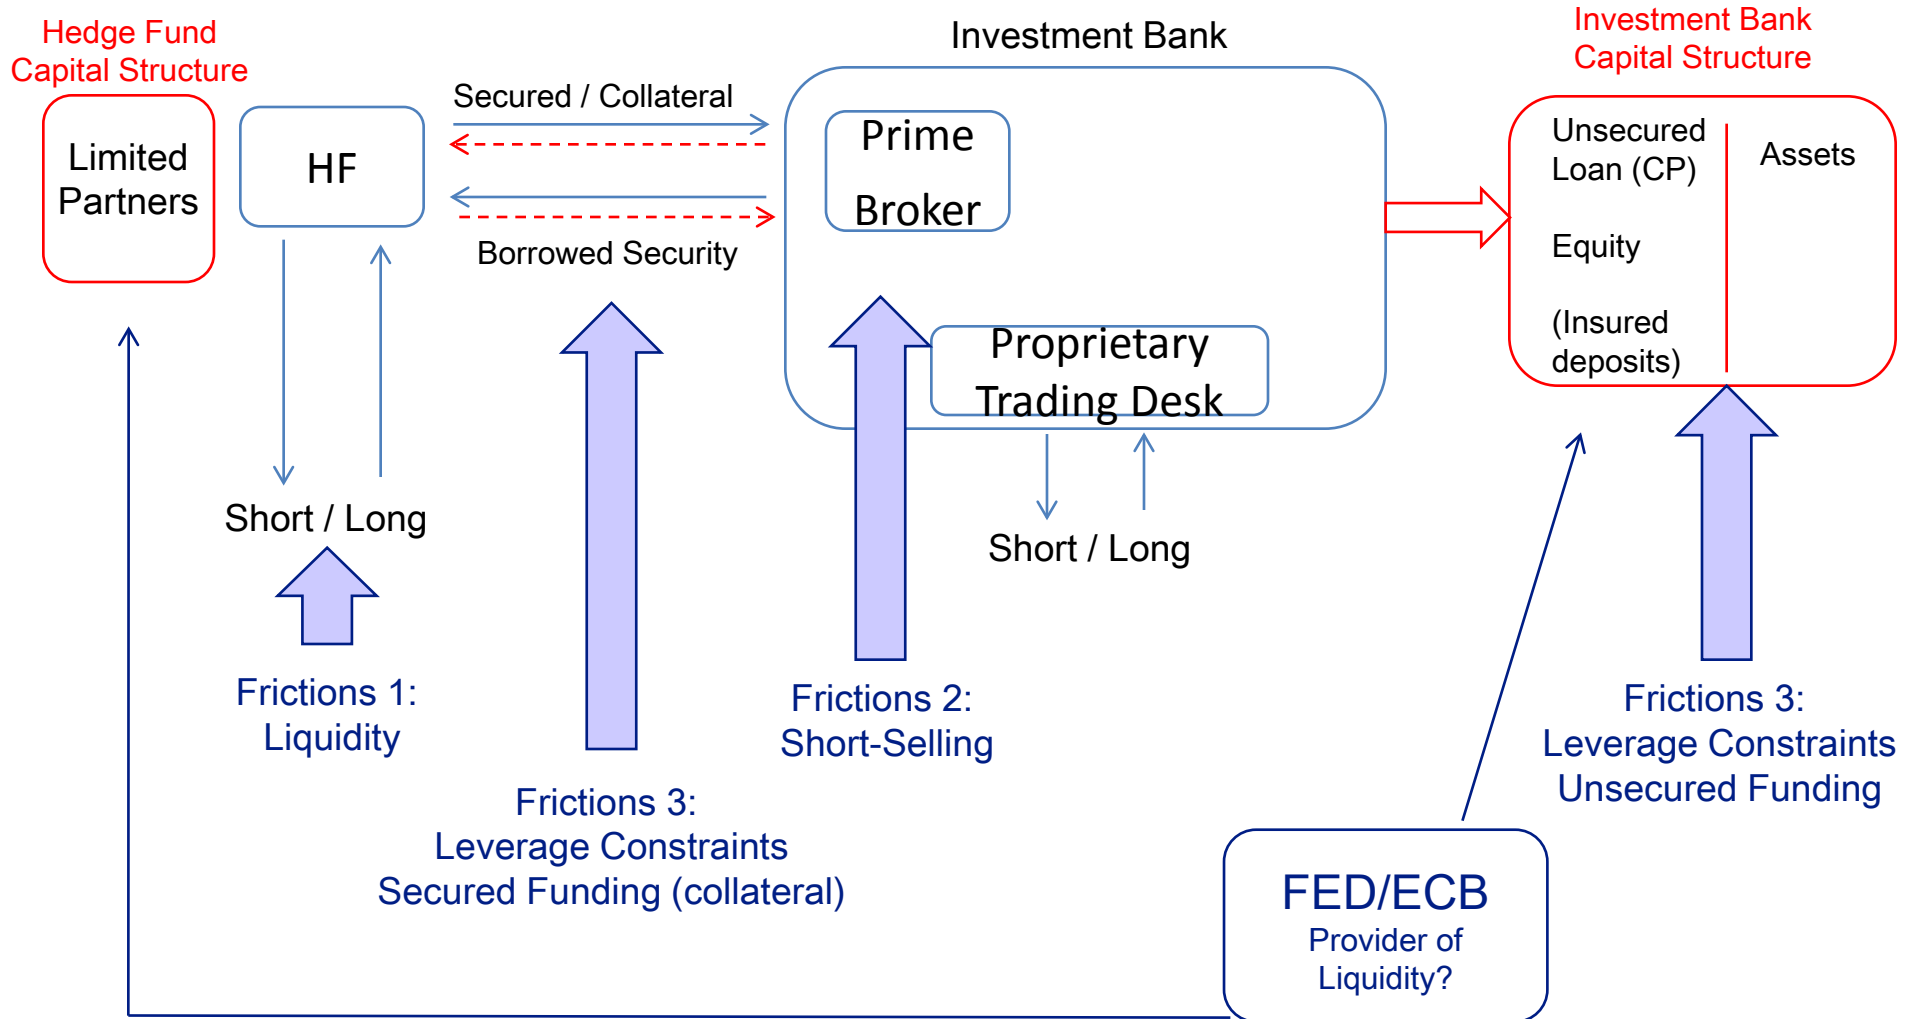 Hedge Fund
Capital Structure
Limited
Partners
HF
Secured / Collateral
Borrowed Security
Investment Bank
Prime
Broker
Proprietary
Trading Desk
Investment Bank
Capital Structure
Unsecured
Loan (CP)
Equity
(Insured
deposits)
Assets
Short / Long
Short / Long
Frictions 1:
Liquidity
Frictions 3:
Leverage Constraints
Secured Funding (collateral)
Frictions 2:
Short-Selling
Frictions 3:
Leverage Constraints
Unsecured Funding
FED/ECB
Provider of
Liquidity?